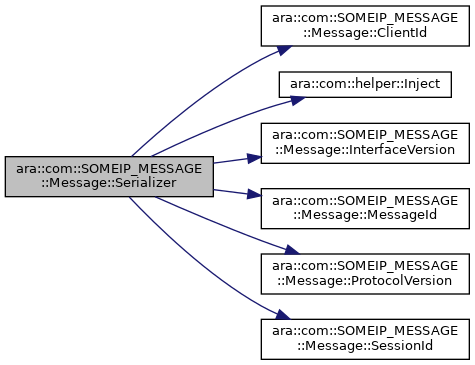 ara::com::SOMEIP_MESSAGE
::Message::Serializer
ara::com::SOMEIP_MESSAGE
::Message::ClientId
ara::com::helper::Inject
ara::com::SOMEIP_MESSAGE
::Message::InterfaceVersion
ara::com::SOMEIP_MESSAGE
::Message::MessageId
ara::com::SOMEIP_MESSAGE
::Message::ProtocolVersion
ara::com::SOMEIP_MESSAGE
::Message::SessionId